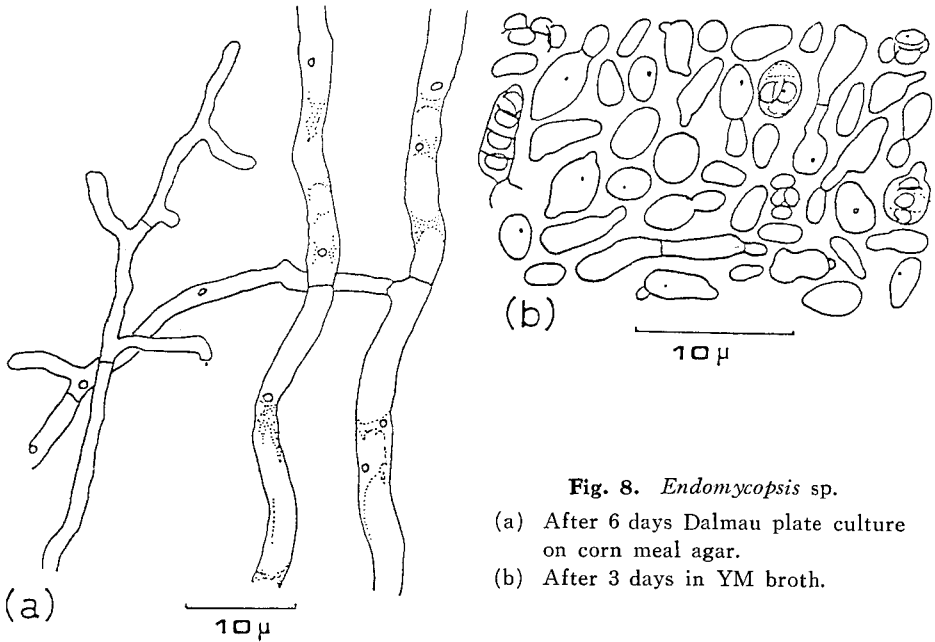 (a)
10 μ
(b)
10 μ
Fig. 8. Endomycopsis sp.
(a) After 6 days Dalmau plate culture
on corn meal agar.
(b) After 3 days in YM broth.